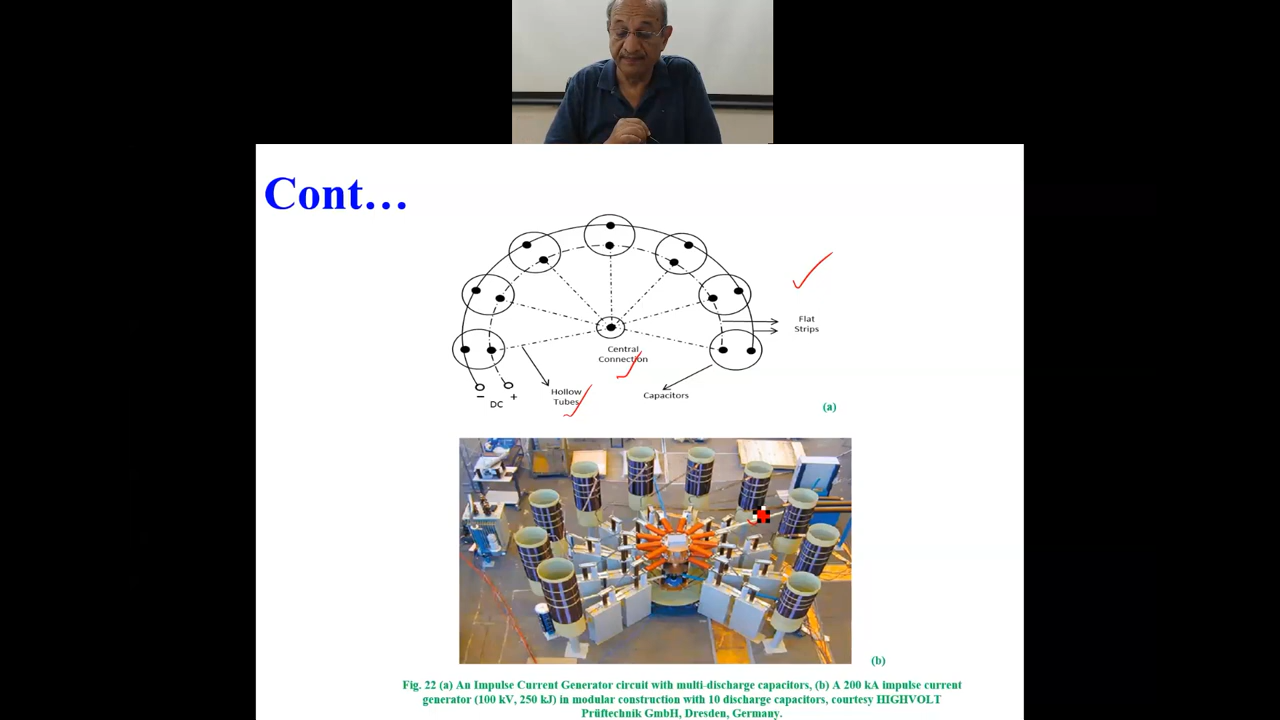 Cont...
Flat
Strips
Central
Connection
Hollow
Tubes
Capacitors
− DC +
(a)
(b)
Fig. 22 (a) An Impulse Current Generator circuit with multi-discharge capacitors, (b) A 200 kA impulse current
generator (100 kV, 250 kJ) in modular construction with 10 discharge capacitors, courtesy HIGHVOLT
Prüftechnik GmbH, Dresden, Germany.